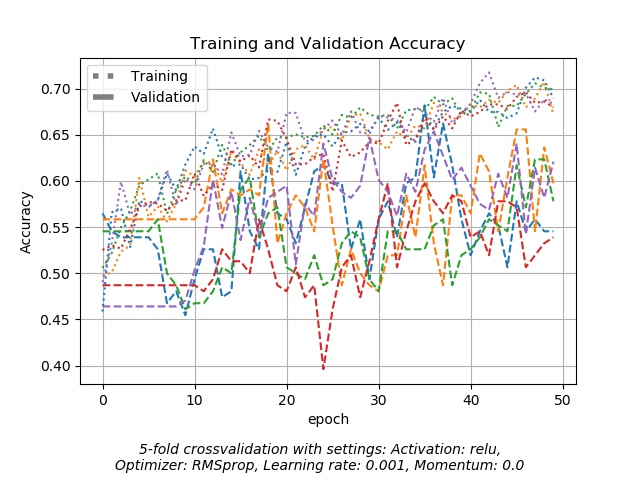 Training and Validation Accuracy
Training
Validation
0.70
0.65
0.60
0.55
0.50
0.45
0.40
Accuracy
0 10 20 30 40 50
epoch
5-fold crossvalidation with settings: Activation: relu,
Optimizer: RMSprop, Learning rate: 0.001, Momentum: 0.0